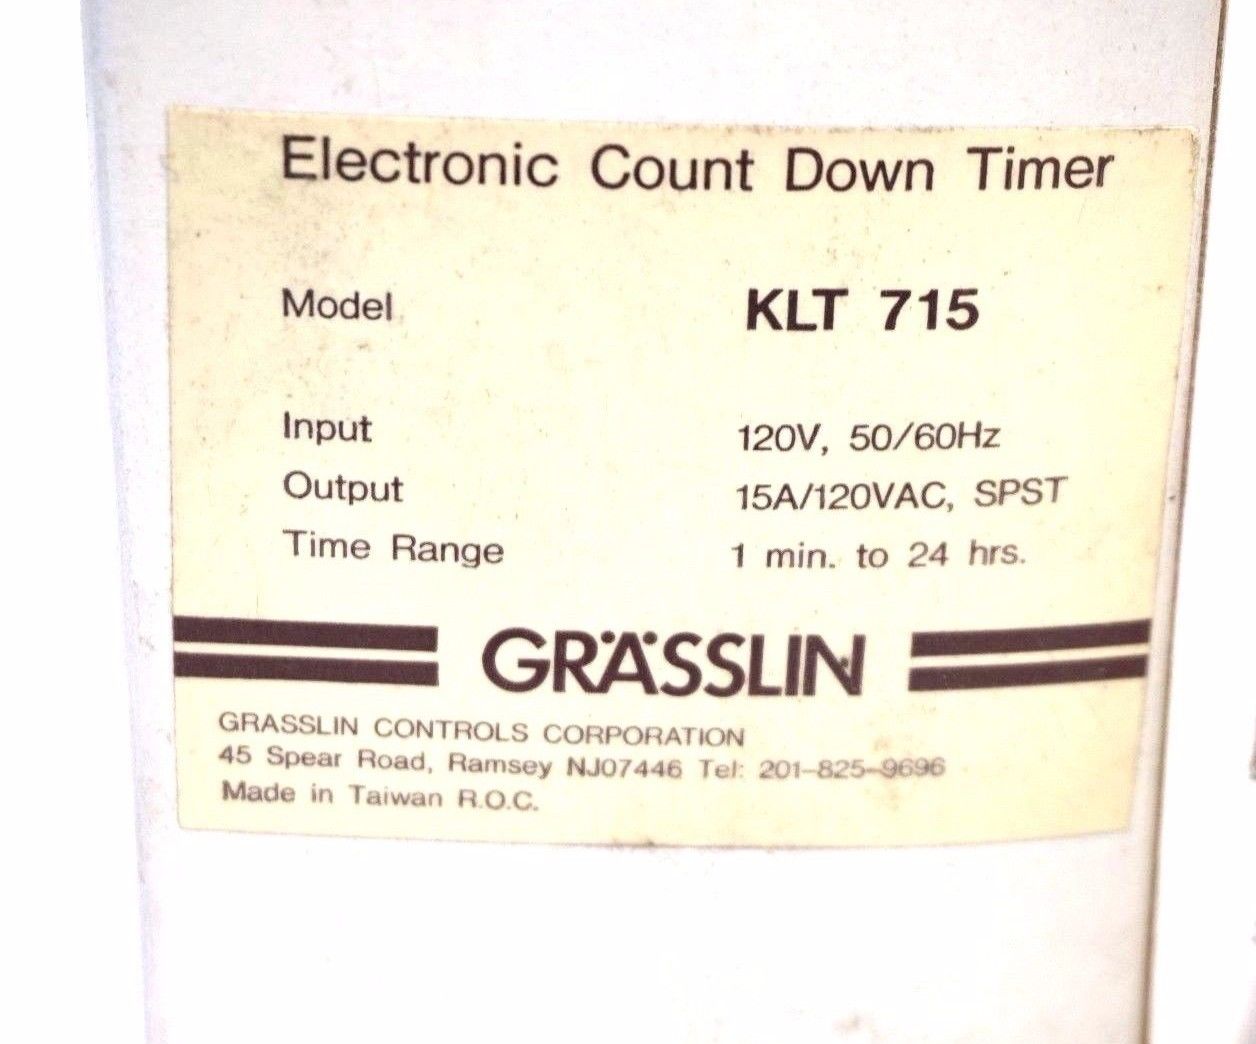 Electronic Count Down Timer
Model KLT 715
Input 120V, 50/60Hz
Output 15A/120VAC, SPST
Time Range 1 min. to 24 hrs.
GRÄSSLIN
GRASSLIN CONTROLS CORPORATION
45 Spear Road, Ramsey NJ07446 Tel: 201-825-9696
Made in Taiwan R.O.C.